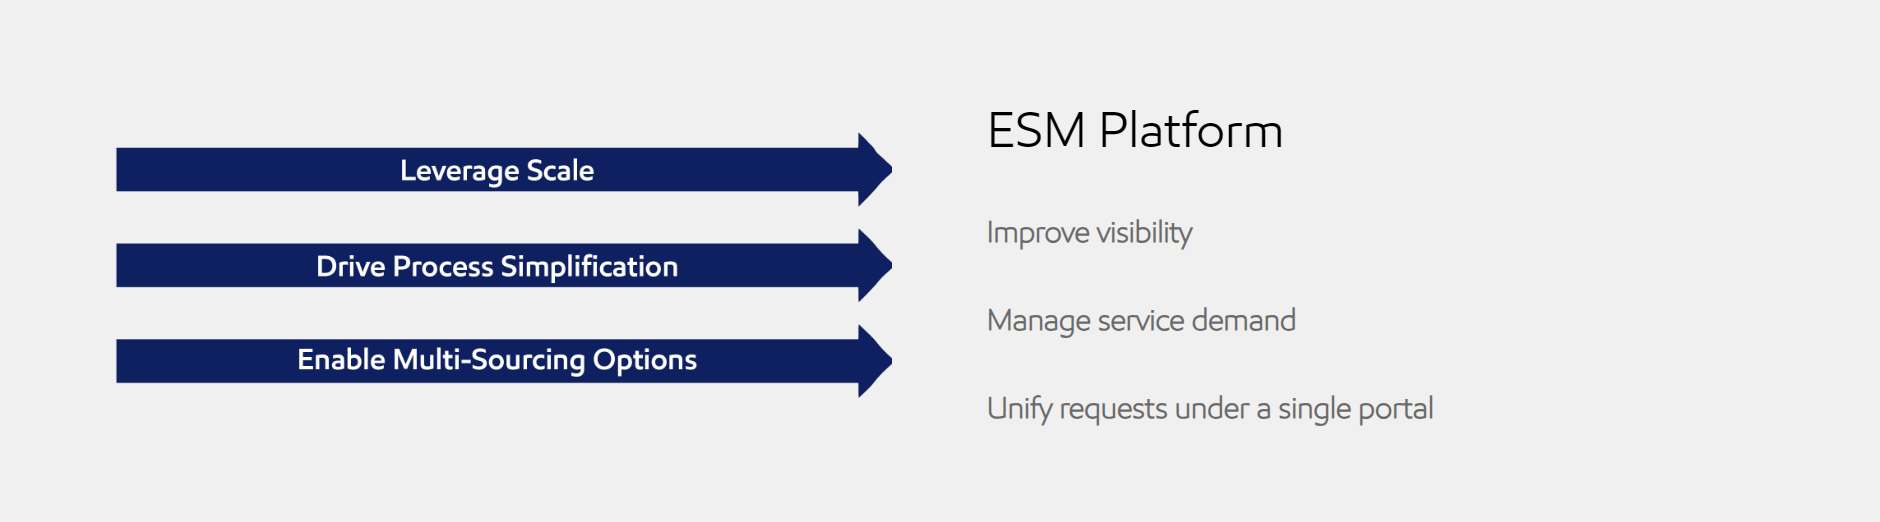 Leverage Scale
Drive Process Simplification
Enable Multi-Sourcing Options
ESM Platform
Improve visibility
Manage service demand
Unify requests under a single portal